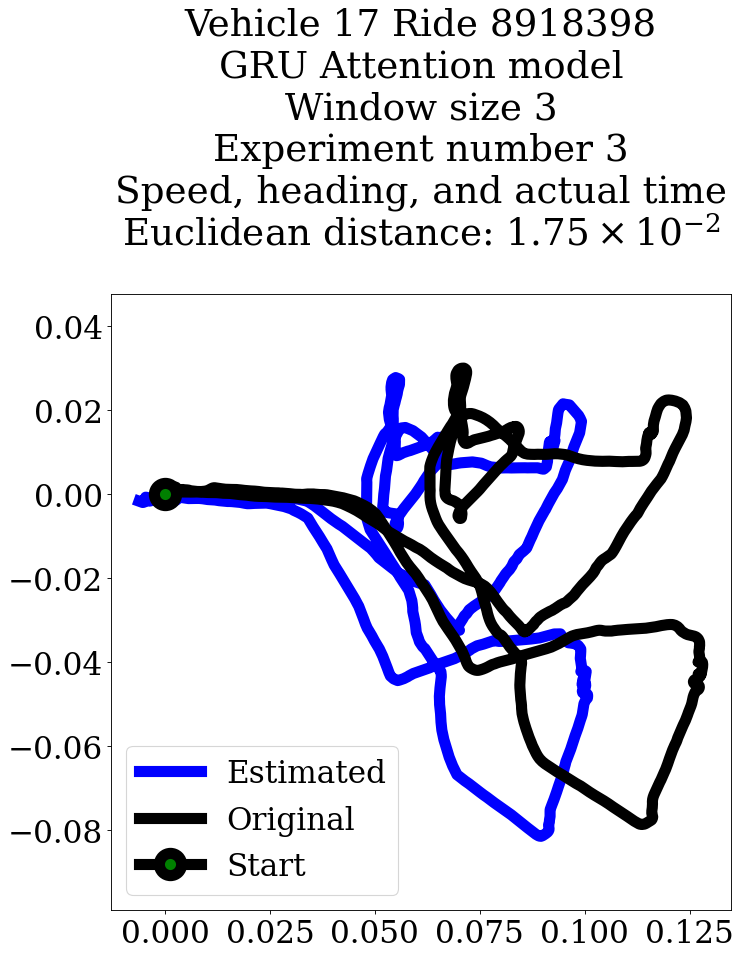 Vehicle 17 Ride 8918398
GRU Attention model
Window size 3
Experiment number 3
Speed, heading, and actual time
Euclidean distance: 1.75 × 10⁻²
0.04
0.02
0.00
−0.02
−0.04
−0.06
−0.08
Estimated
Original
Start
0.000 0.025 0.050 0.075 0.100 0.125